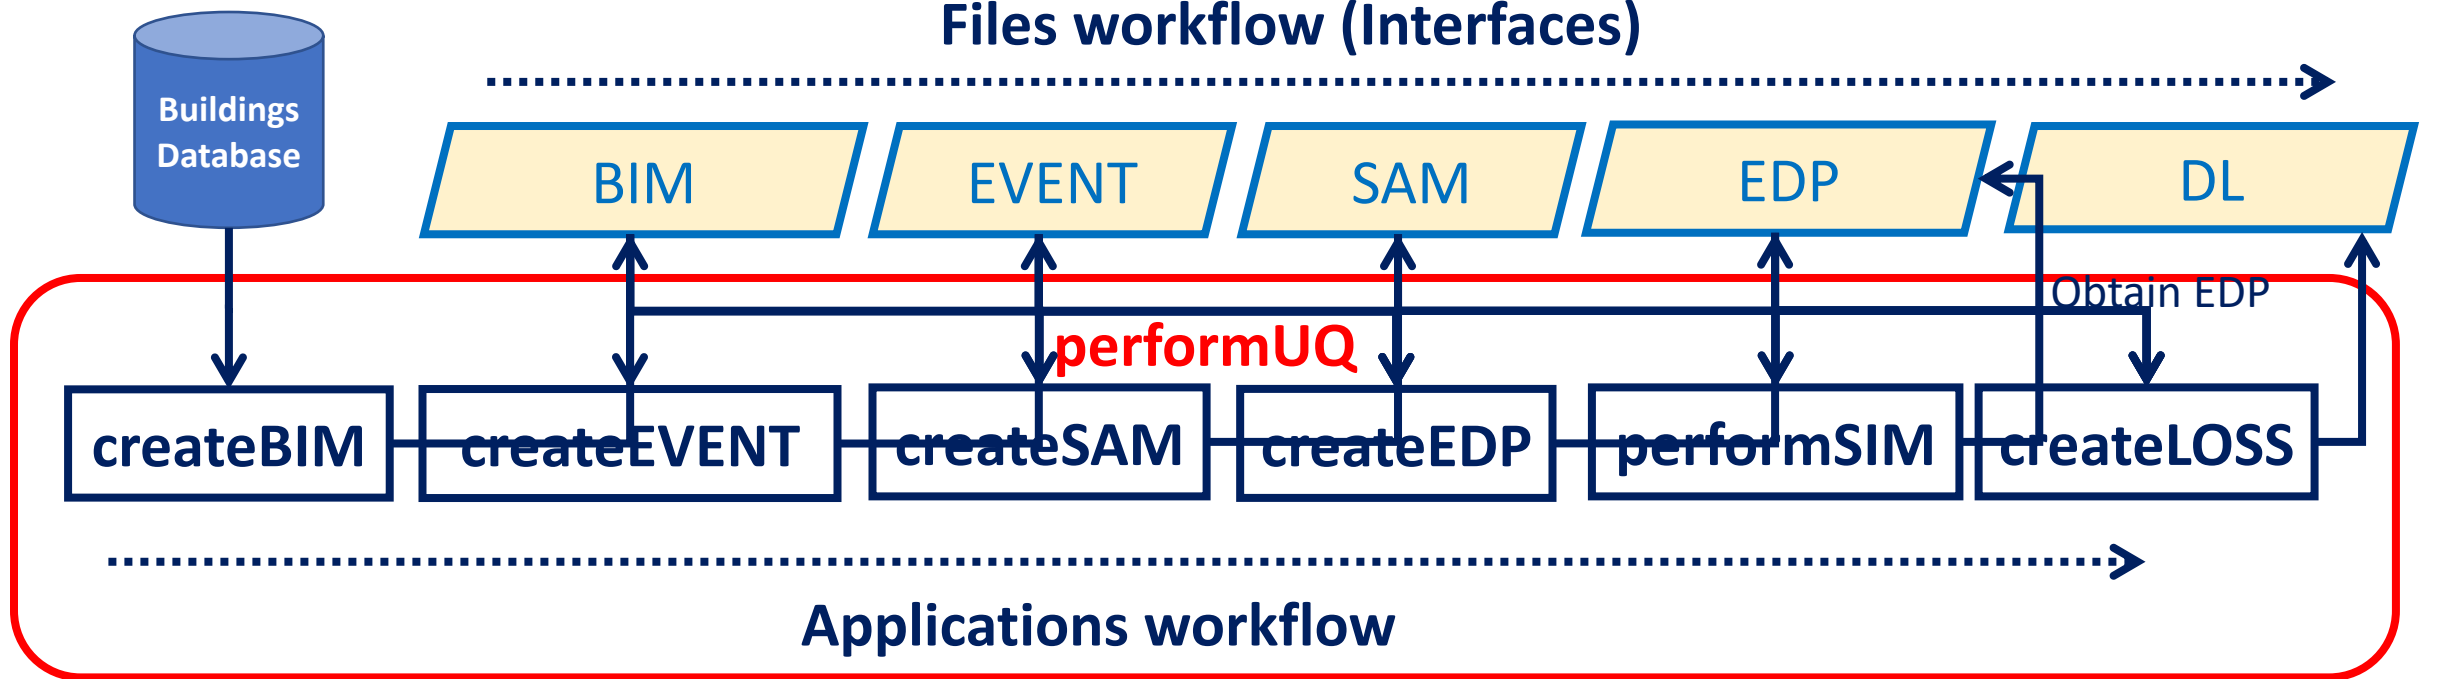 Files workflow (Interfaces)
Buildings
Database
BIM
EVENT
SAM
EDP
DL
Obtain EDP
performUQ
createBIM
createEVENT
createSAM
createEDP
performSIM
createLOSS
Applications workflow